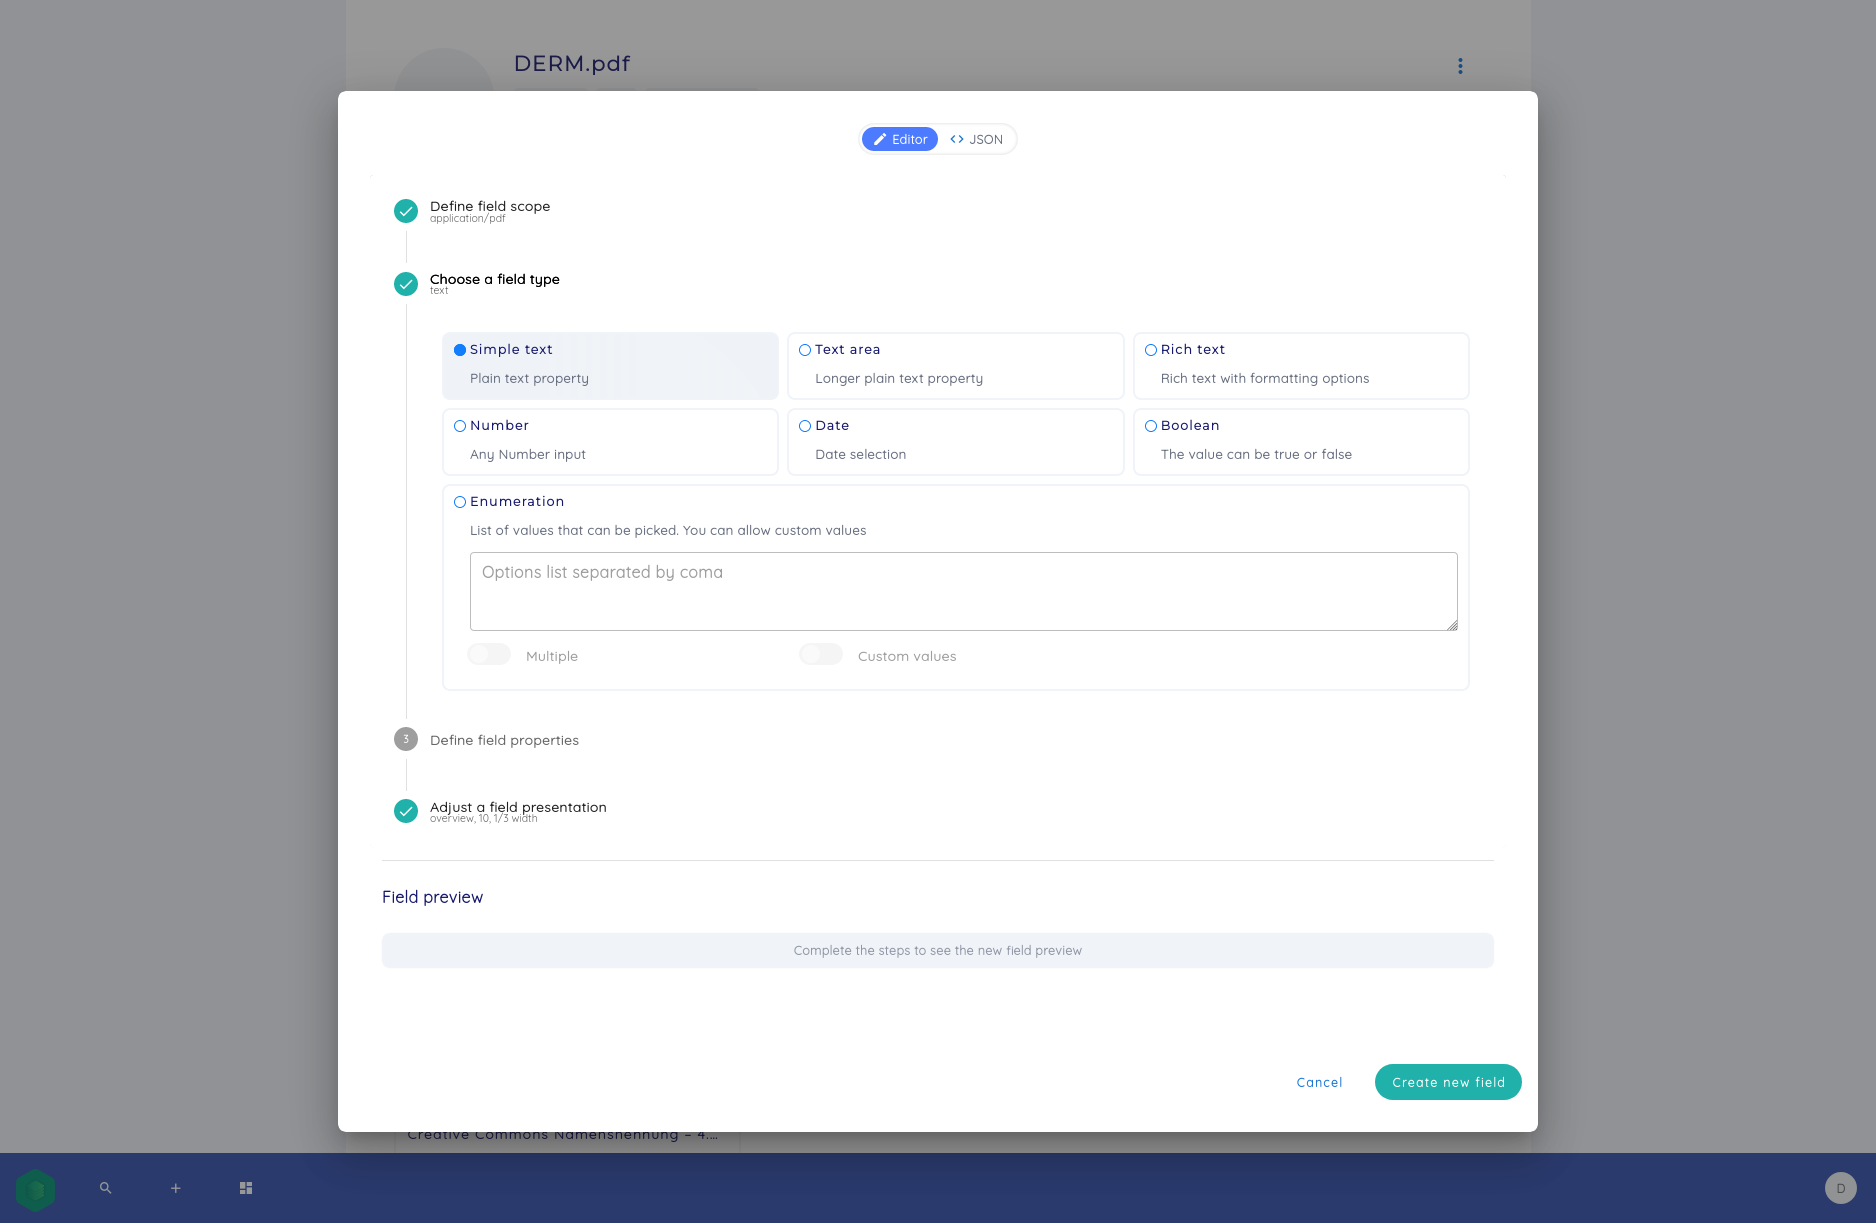 DERM.pdf
Editor
JSON
Define field scope
application/pdf
Choose a field type
text
Simple text
Plain text property
Text area
Longer plain text property
Rich text
Rich text with formatting options
Number
Any Number input
Date
Date selection
Boolean
The value can be true or false
Enumeration
List of values that can be picked. You can allow custom values
Options list separated by coma
Multiple
Custom values
3
Define field properties
Adjust a field presentation
overview, 10, 1/3 width
Field preview
Complete the steps to see the new field preview
Cancel
Create new field
Creative Commons Namensnennung – 4....
D